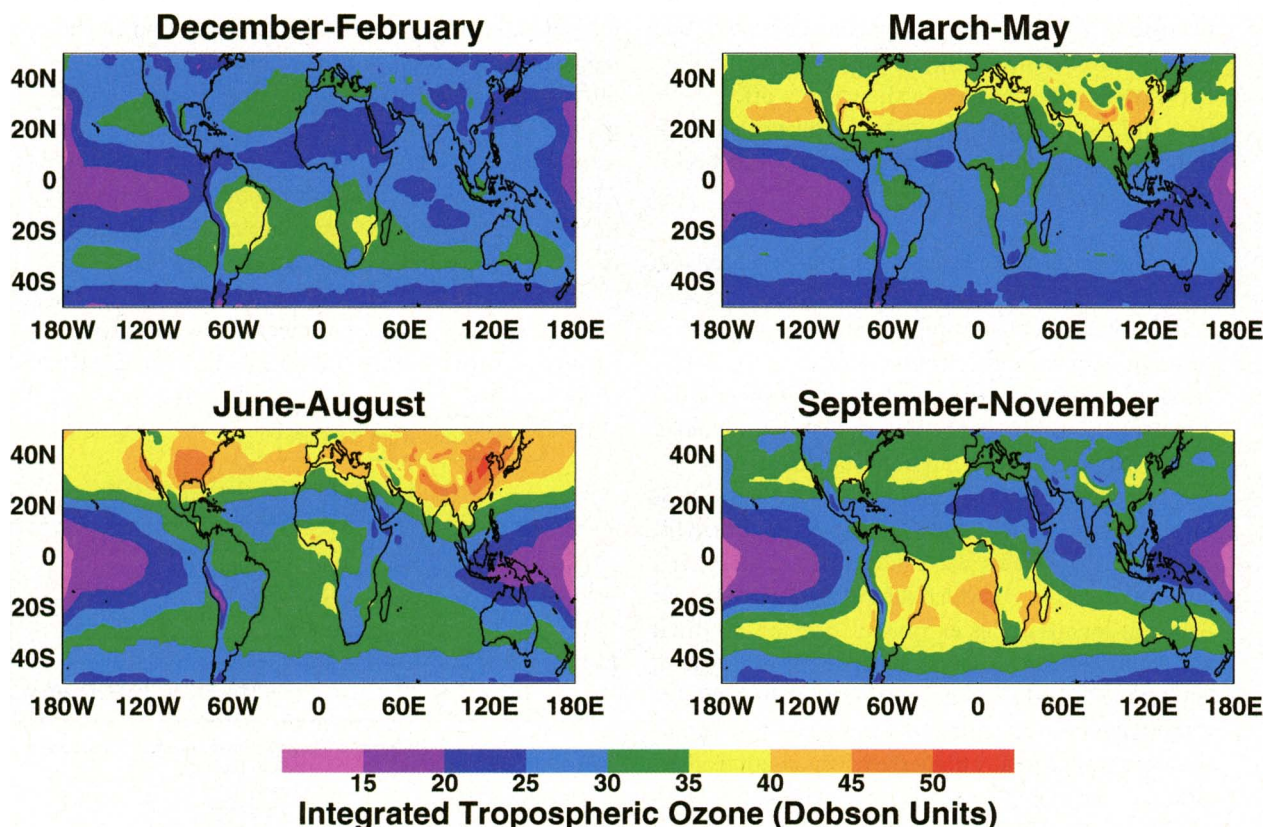 December-February
March-May
40N
20N
0
20S
40S
180W 120W 60W 0 60E 120E 180E
40N
20N
0
20S
40S
180W 120W 60W 0 60E 120E 180E
June-August
September-November
40N
20N
0
20S
40S
180W 120W 60W 0 60E 120E 180E
40N
20N
0
20S
40S
180W 120W 60W 0 60E 120E 180E
15 20 25 30 35 40 45 50
Integrated Tropospheric Ozone (Dobson Units)